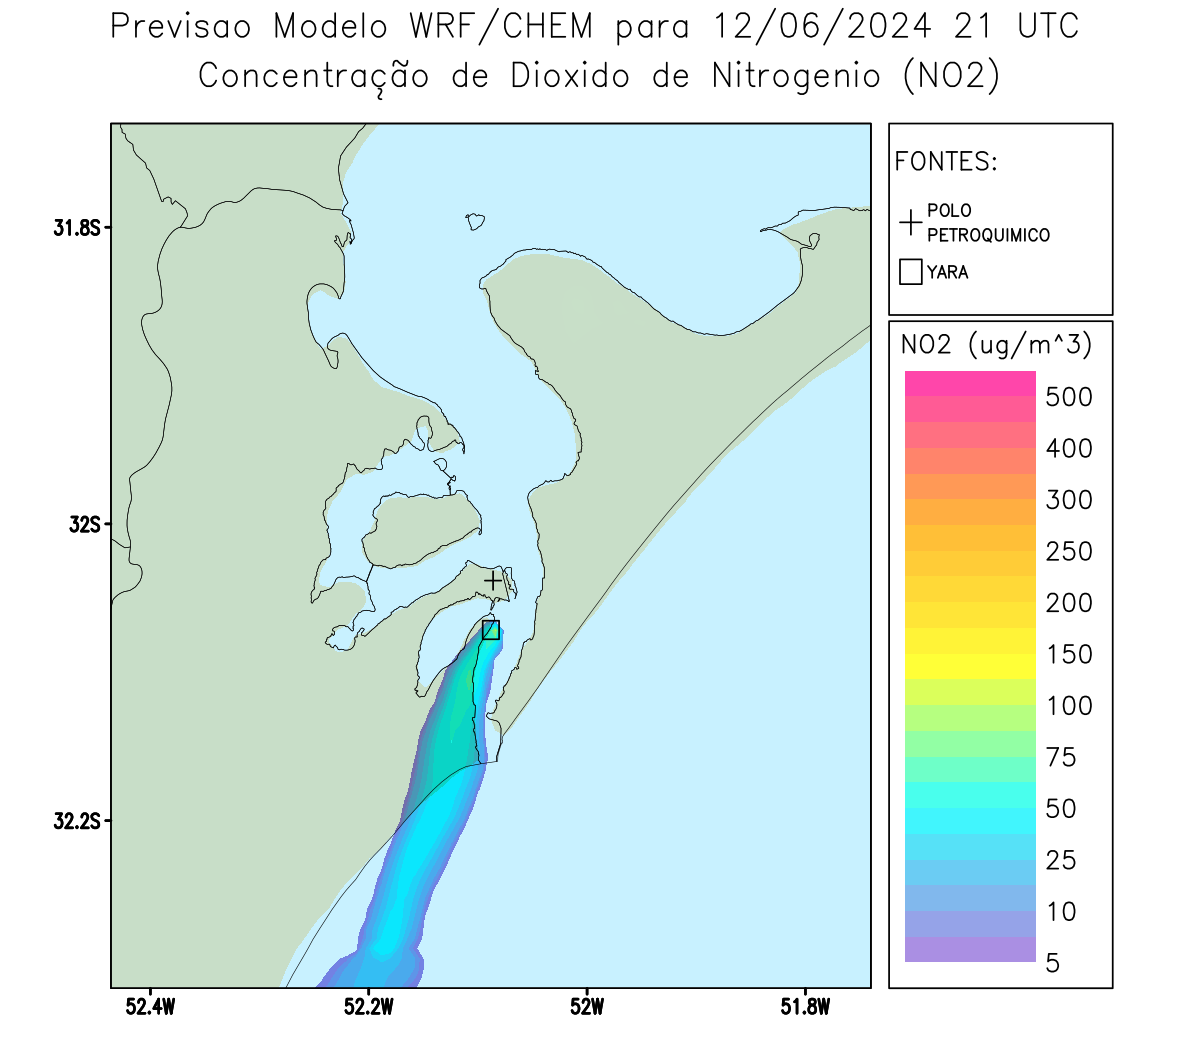 Previsao Modelo WRF/CHEM para 12/06/2024 21 UTC
Concentração de Dioxido de Nitrogenio (NO2)
FONTES:
POLO
PETROQUIMICO
YARA
NO2 (ug/m^3)
500
400
300
250
200
150
100
75
50
25
10
5
31.8S
32S
32.2S
52.4W
52.2W
52W
51.8W